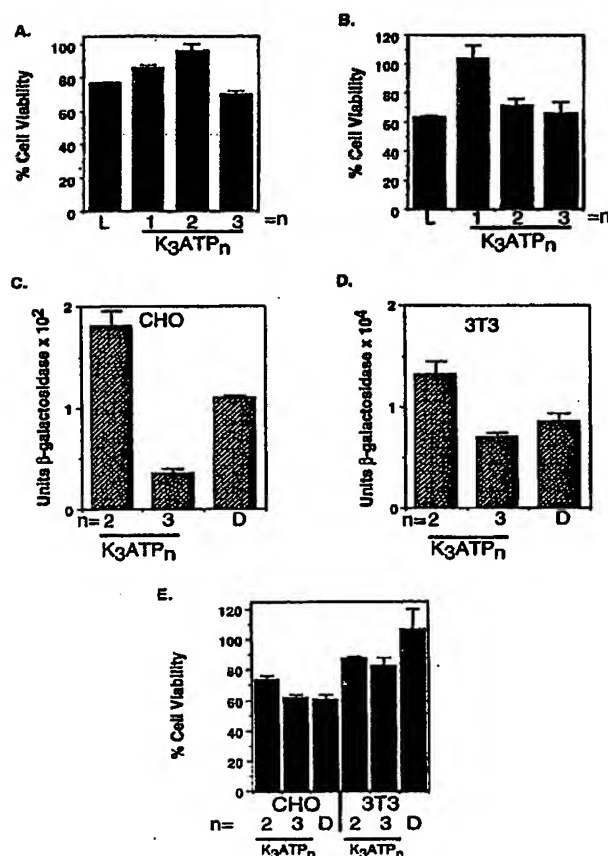 A.
% Cell Viability
100
80
60
40
20
0
L 1 2 3 =n
K3ATPn
B.
% Cell Viability
120
100
80
60
40
20
0
L 1 2 3 =n
K3ATPn
C.
Units β-galactosidase x 10²
2
1
0
CHO
n= 2 3 D
K3ATPn
D.
Units β-galactosidase x 10⁴
2
1
0
3T3
n= 2 3 D
K3ATPn
E.
% Cell Viability
120
100
80
60
40
20
0
CHO 3T3
n= 2 3 D 2 3 D
K3ATPn K3ATPn